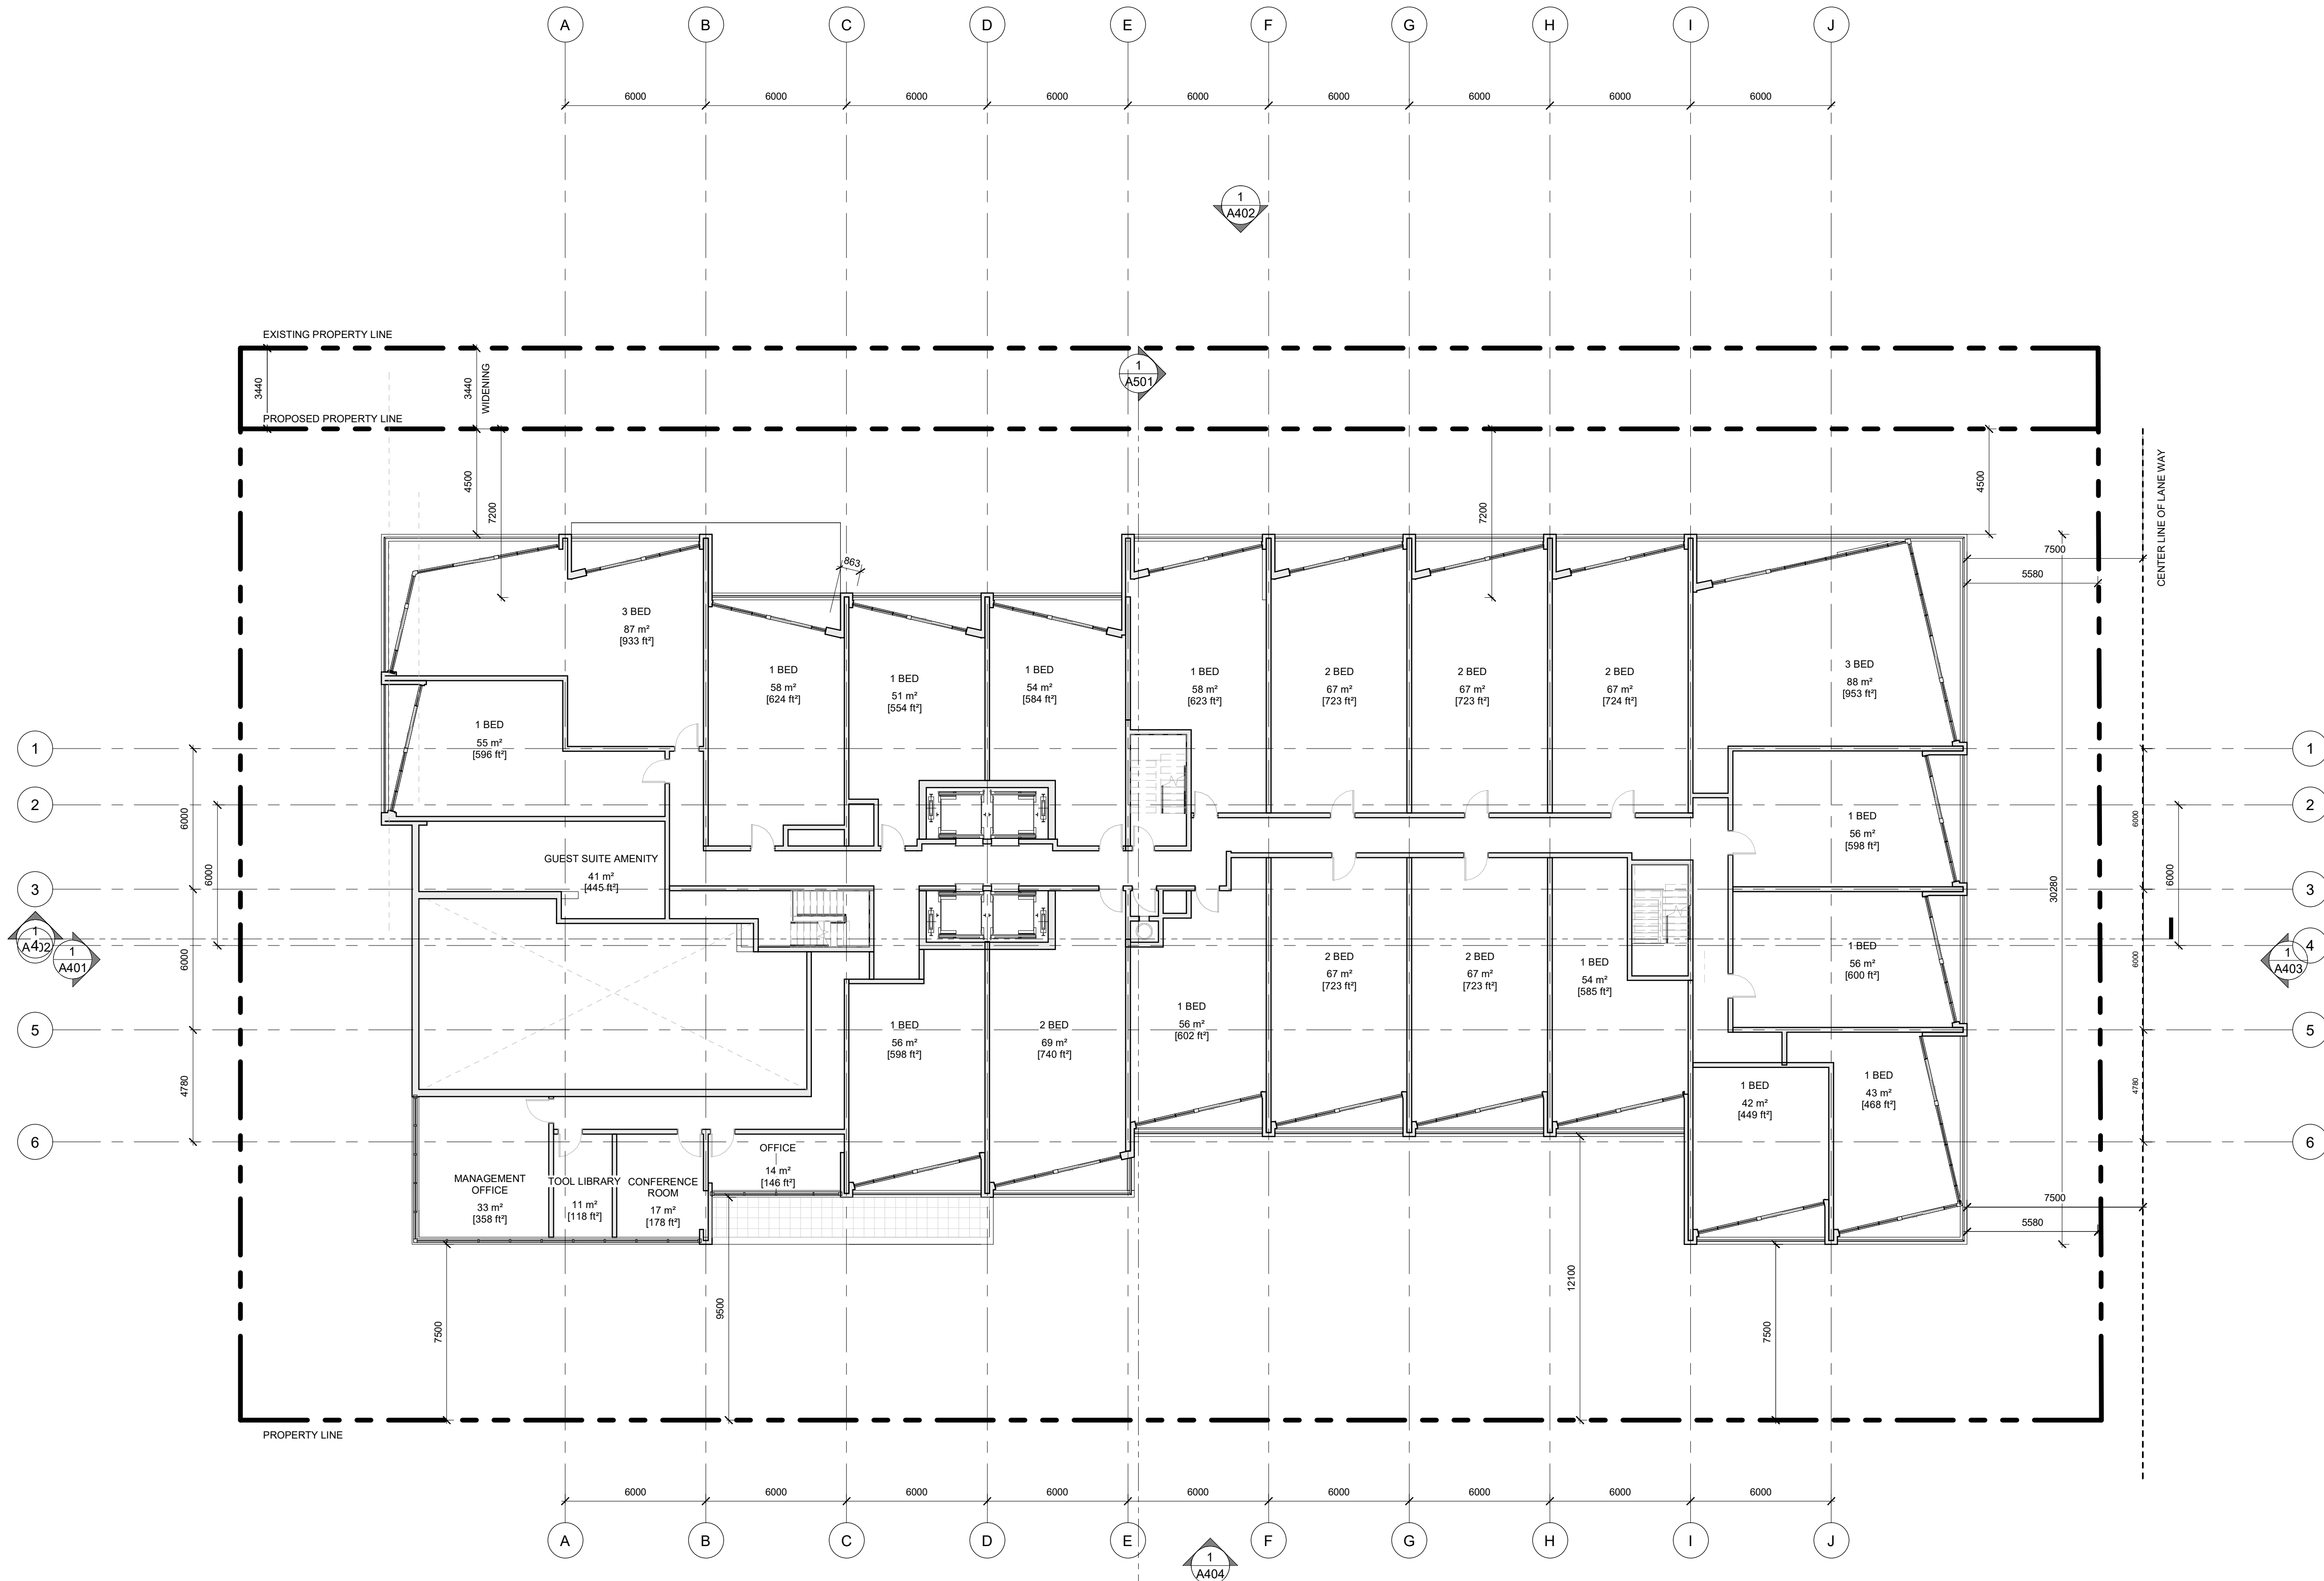 A B C D E F G H I J
6000 6000 6000 6000 6000 6000 6000 6000 6000
1
A402
EXISTING PROPERTY LINE
3440
3440
WIDENING
1
A501
PROPOSED PROPERTY LINE
4500
7200
7200
4500
CENTER LINE OF LANE WAY
7500
5580
863
3 BED
87 m²
[933 ft²]
1 BED
58 m²
[624 ft²]
1 BED
51 m²
[554 ft²]
1 BED
54 m²
[584 ft²]
1 BED
58 m²
[623 ft²]
2 BED
67 m²
[723 ft²]
2 BED
67 m²
[723 ft²]
2 BED
67 m²
[724 ft²]
3 BED
88 m²
[953 ft²]
1 BED
55 m²
[596 ft²]
1
1
2
2
6000
6000
6000
6000
1 BED
56 m²
[598 ft²]
GUEST SUITE AMENITY
41 m²
[445 ft²]
3
3
30280
1
A402
4
1
A401
1 BED
56 m²
[600 ft²]
4
1
A403
6000
6000
2 BED
67 m²
[723 ft²]
2 BED
67 m²
[723 ft²]
1 BED
54 m²
[585 ft²]
1 BED
56 m²
[602 ft²]
1 BED
56 m²
[598 ft²]
2 BED
69 m²
[740 ft²]
5
5
4780
4780
1 BED
42 m²
[449 ft²]
1 BED
43 m²
[468 ft²]
6
6
OFFICE
14 m²
[146 ft²]
MANAGEMENT
OFFICE
33 m²
[358 ft²]
TOOL LIBRARY
11 m²
[118 ft²]
CONFERENCE
ROOM
17 m²
[178 ft²]
7500
5580
7500
9500
12100
7500
PROPERTY LINE
6000 6000 6000 6000 6000 6000 6000 6000 6000
A B C D E F G H I J
1
A404